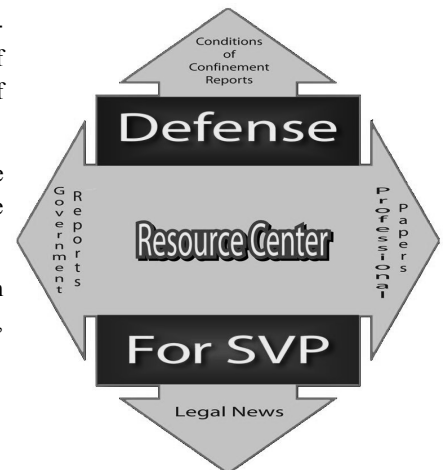 Conditions
of
Confinement
Reports
Defense
Government
Reports
Resource Center
Professional
Papers
For SVP
Legal News